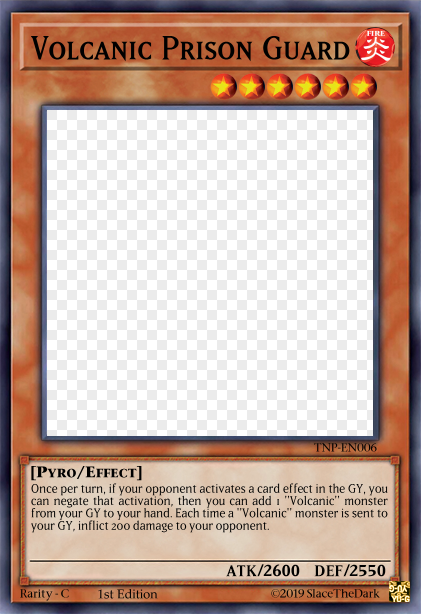 VOLCANIC PRISON GUARD
FIRE
炎
TNP-EN006
[PYRO/EFFECT]
Once per turn, if your opponent activates a card effect in the GY, you
can negate that activation, then you can add 1 "Volcanic" monster
from your GY to your hand. Each time a "Volcanic" monster is sent to
your GY, inflict 200 damage to your opponent.
ATK/2600 DEF/2550
Rarity - C 1st Edition ©2019 SlaceTheDark